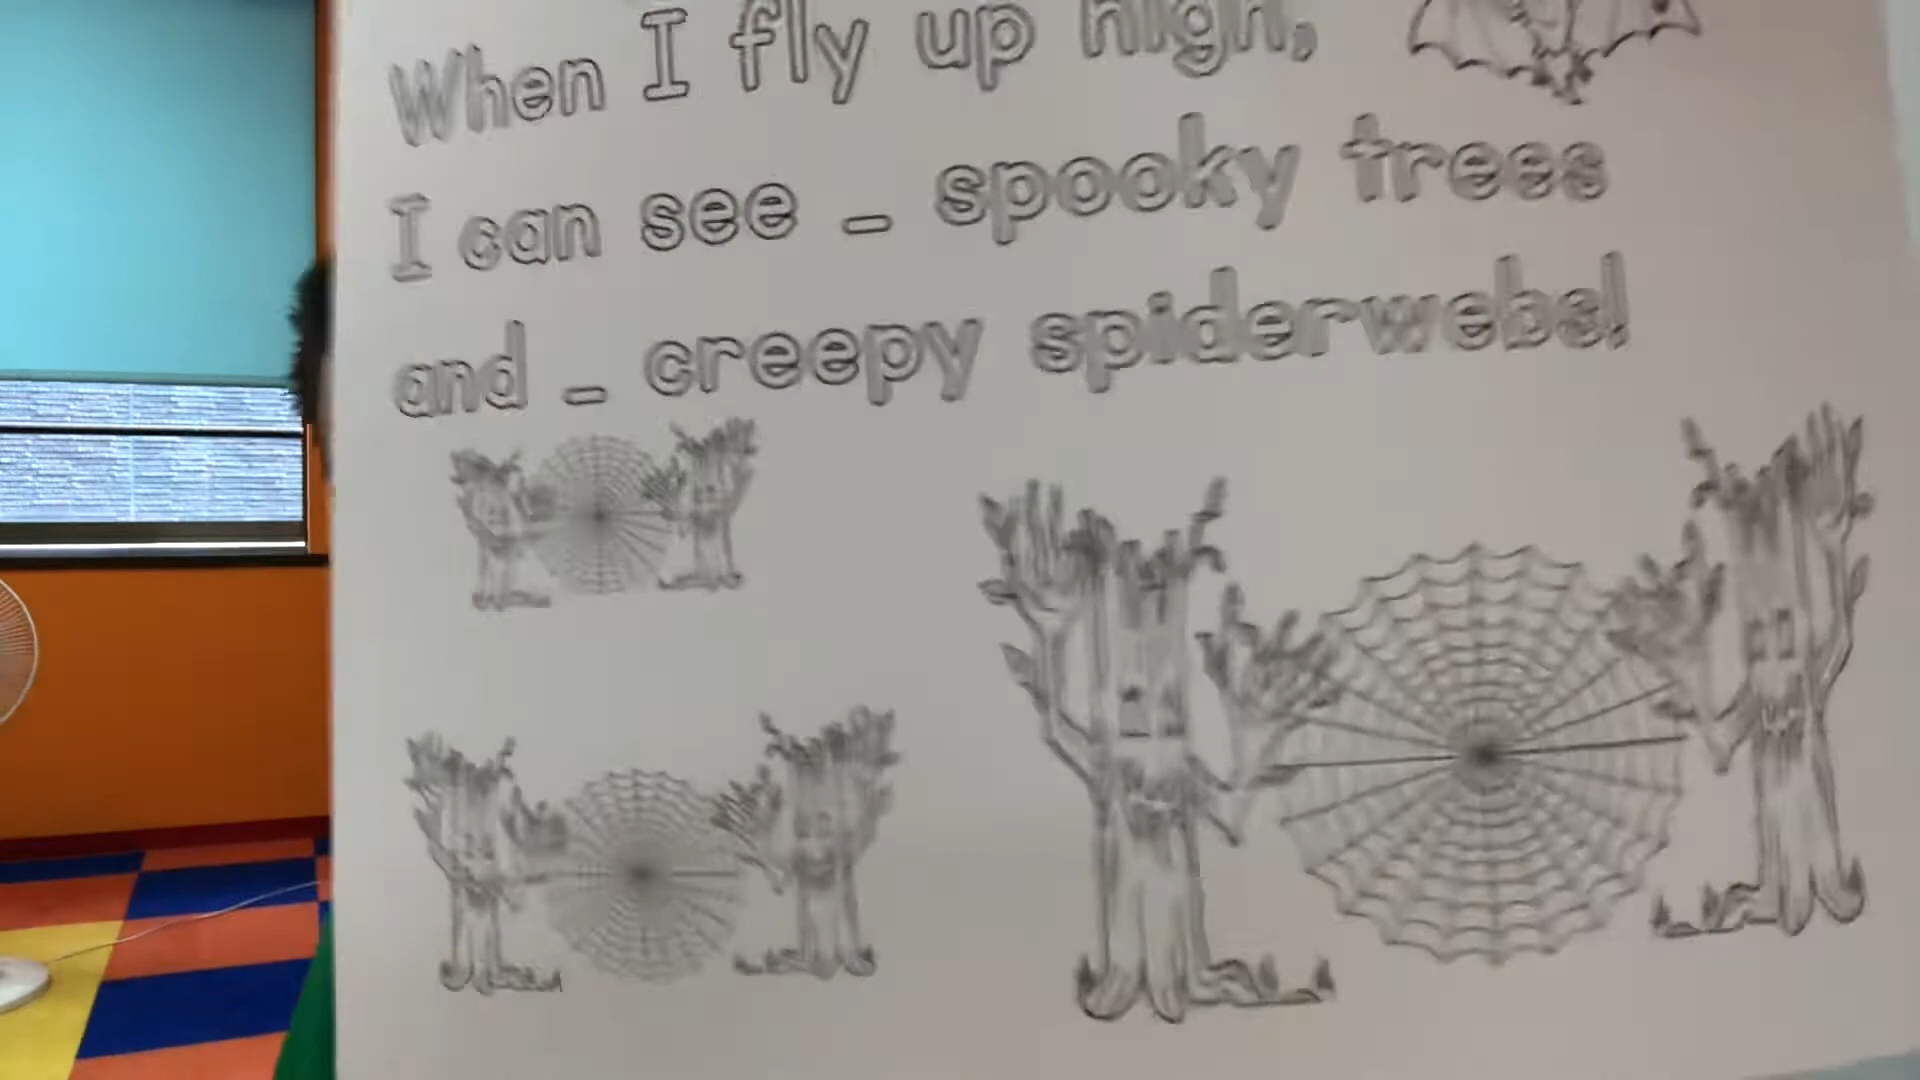 When I fly up high,
I can see _ spooky trees
and _ creepy spiderwebs!